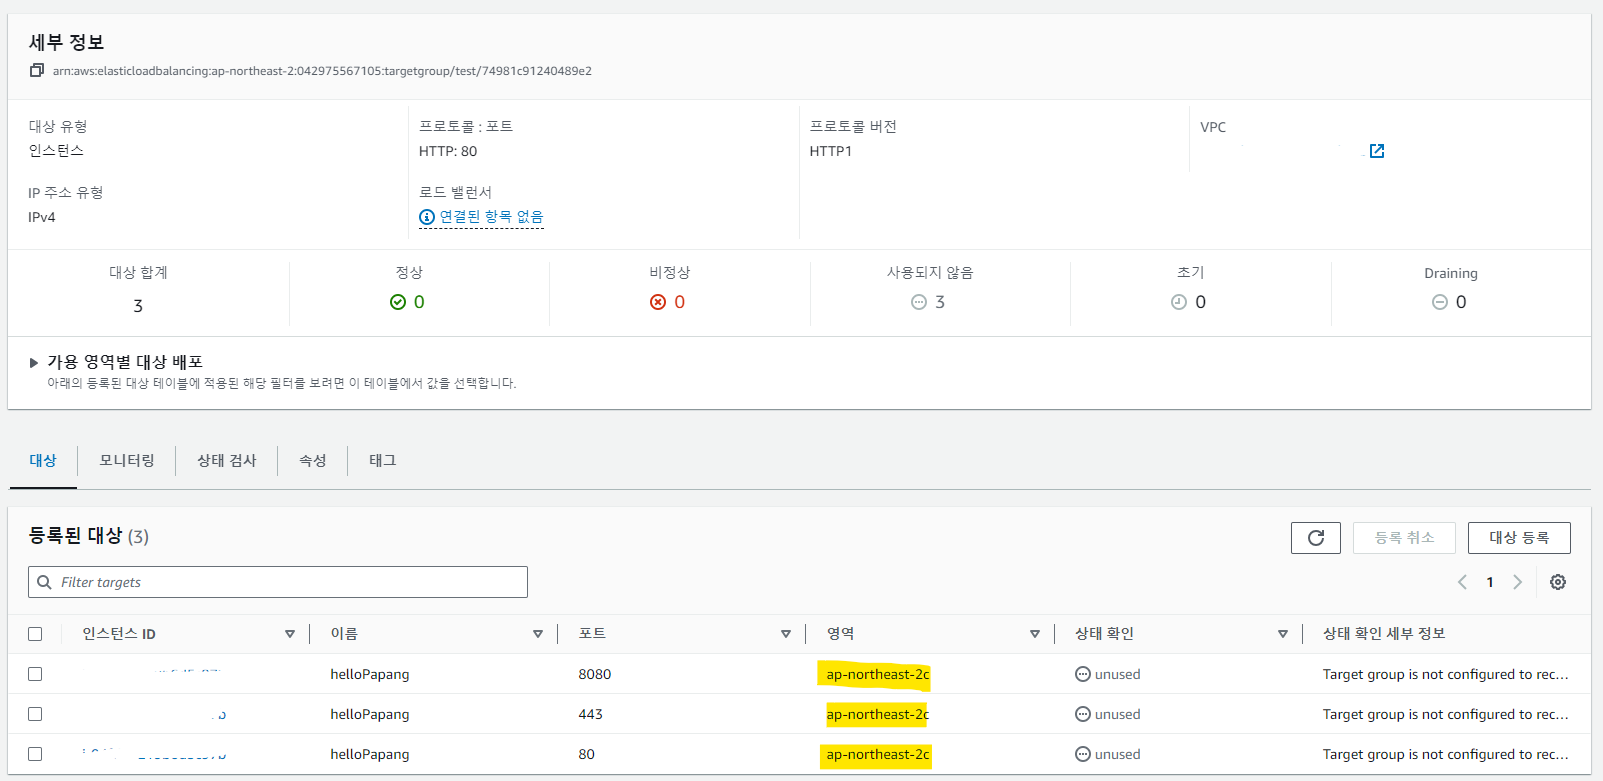 세부 정보
arn:aws:elasticloadbalancing:ap-northeast-2:042975567105:targetgroup/test/74981c91240489e2
대상 유형
인스턴스
프로토콜 : 포트
HTTP: 80
프로토콜 버전
HTTP1
VPC
IP 주소 유형
IPv4
로드 밸런서
연결된 항목 없음
대상 합계
3
정상
0
비정상
0
사용되지 않음
3
초기
0
Draining
0
가용 영역별 대상 배포
아래의 등록된 대상 테이블에 적용된 해당 필터를 보려면 이 테이블에서 값을 선택합니다.
대상 모니터링 상태 검사 속성 태그
등록된 대상 (3)
등록 취소
대상 등록
Filter targets
1
인스턴스 ID 이름 포트 영역 상태 확인 상태 확인 세부 정보
helloPapang 8080 ap-northeast-2c unused Target group is not configured to rec...
helloPapang 443 ap-northeast-2c unused Target group is not configured to rec...
helloPapang 80 ap-northeast-2c unused Target group is not configured to rec...